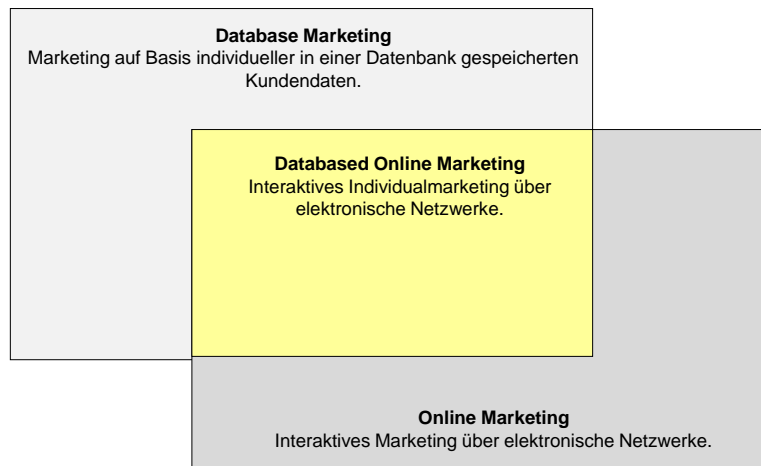 Database Marketing
Marketing auf Basis individueller in einer Datenbank gespeicherten
Kundendaten.
Databased Online Marketing
Interaktives Individualmarketing über
elektronische Netzwerke.
Online Marketing
Interaktives Marketing über elektronische Netzwerke.